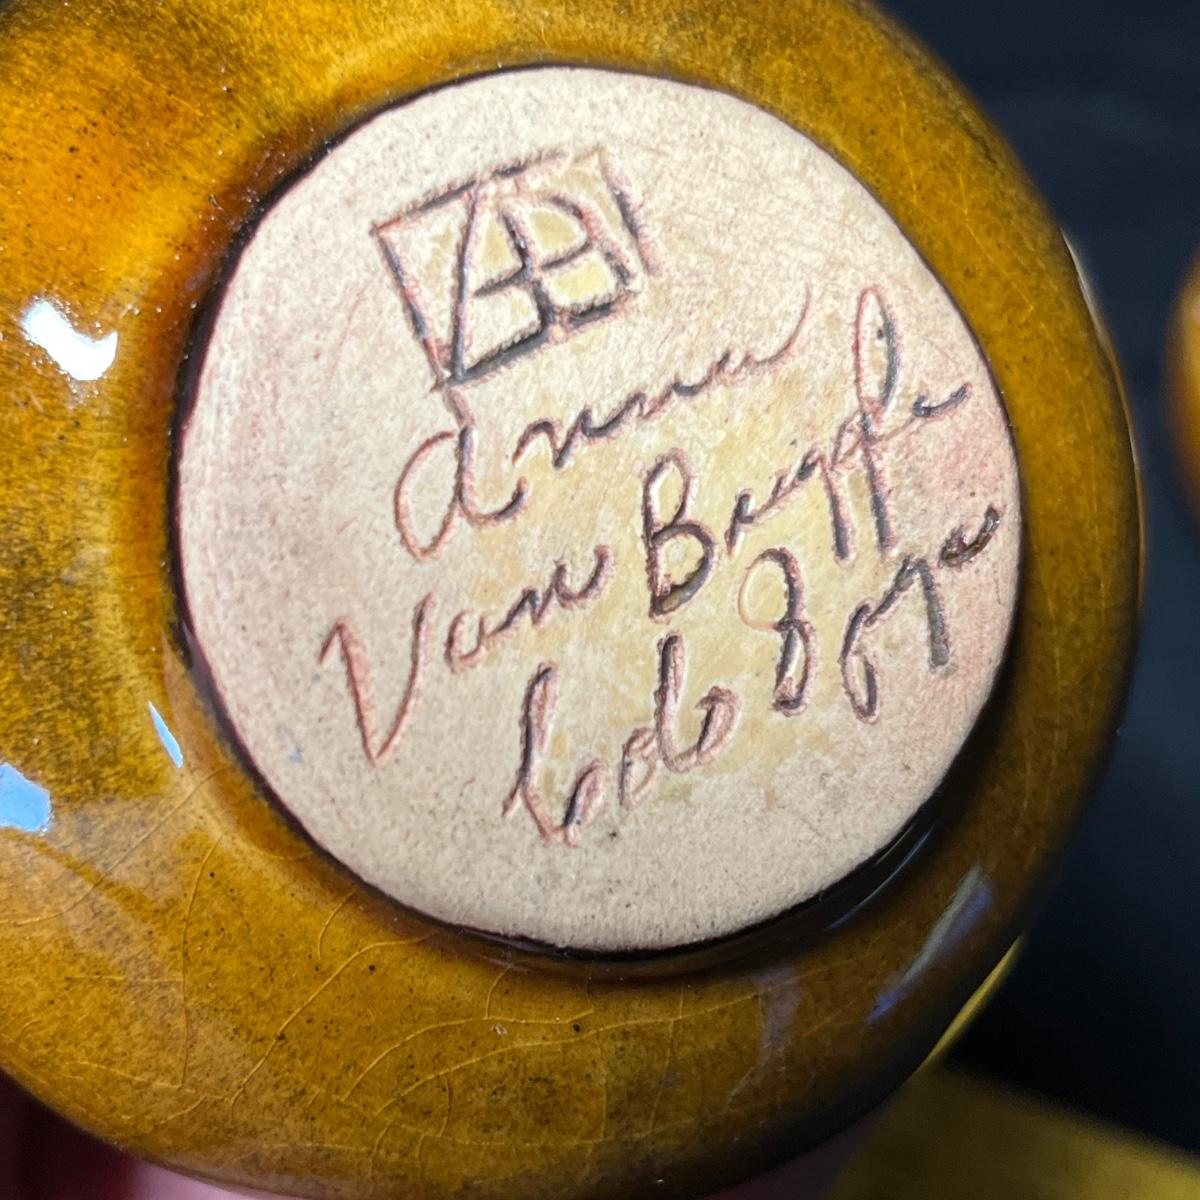 Anna
Van Briggle
Colo Spgs